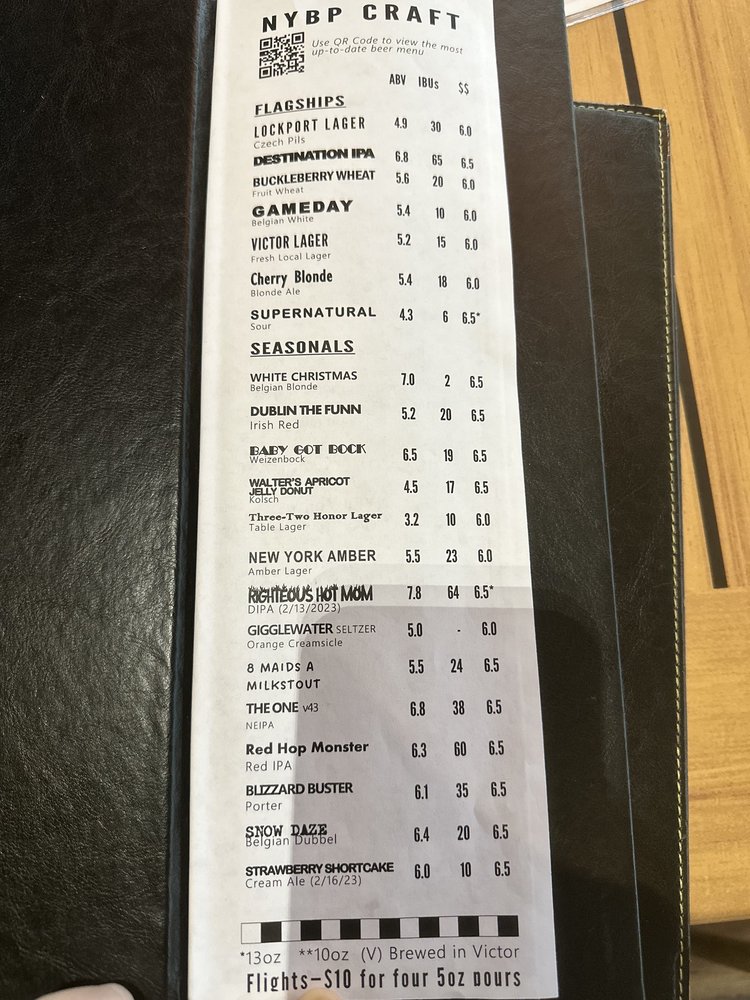 NYBP CRAFT
Use QR Code to view the most
up-to-date beer menu
ABV IBUs $$
FLAGSHIPS
LOCKPORT LAGER 4.9 30 6.0
Czech Pils
DESTINATION IPA 6.8 65 6.5
BUCKLEBERRY WHEAT 5.6 20 6.0
Fruit Wheat
GAMEDAY 5.4 10 6.0
Belgian White
VICTOR LAGER 5.2 15 6.0
Fresh Local Lager
Cherry Blonde 5.4 18 6.0
Blonde Ale
SUPERNATURAL 4.3 6 6.5*
Sour
SEASONALS
WHITE CHRISTMAS 7.0 2 6.5
Belgian Blonde
DUBLIN THE FUNN 5.2 20 6.5
Irish Red
BABY GOT BOCK 6.5 19 6.5
Weizenbock
WALTER'S APRICOT
JELLY DONUT 4.5 17 6.5
Kolsch
Three-Two Honor Lager 3.2 10 6.0
Table Lager
NEW YORK AMBER 5.5 23 6.0
Amber Lager
RIGHTEOUS HOT MOM 7.8 64 6.5*
DIPA (2/13/2023)
GIGGLEWATER SELTZER 5.0 - 6.0
Orange Creamsicle
8 MAIDS A 5.5 24 6.5
MILKSTOUT
THE ONE v43 6.8 38 6.5
NEIPA
Red Hop Monster 6.3 60 6.5
Red IPA
BLIZZARD BUSTER 6.1 35 6.5
Porter
SNOW DAZE 6.4 20 6.5
Belgian Dubbel
STRAWBERRY SHORTCAKE 6.0 10 6.5
Cream Ale (2/16/23)
*13oz **10oz (V) Brewed in Victor
Flights–$10 for four 5oz pours